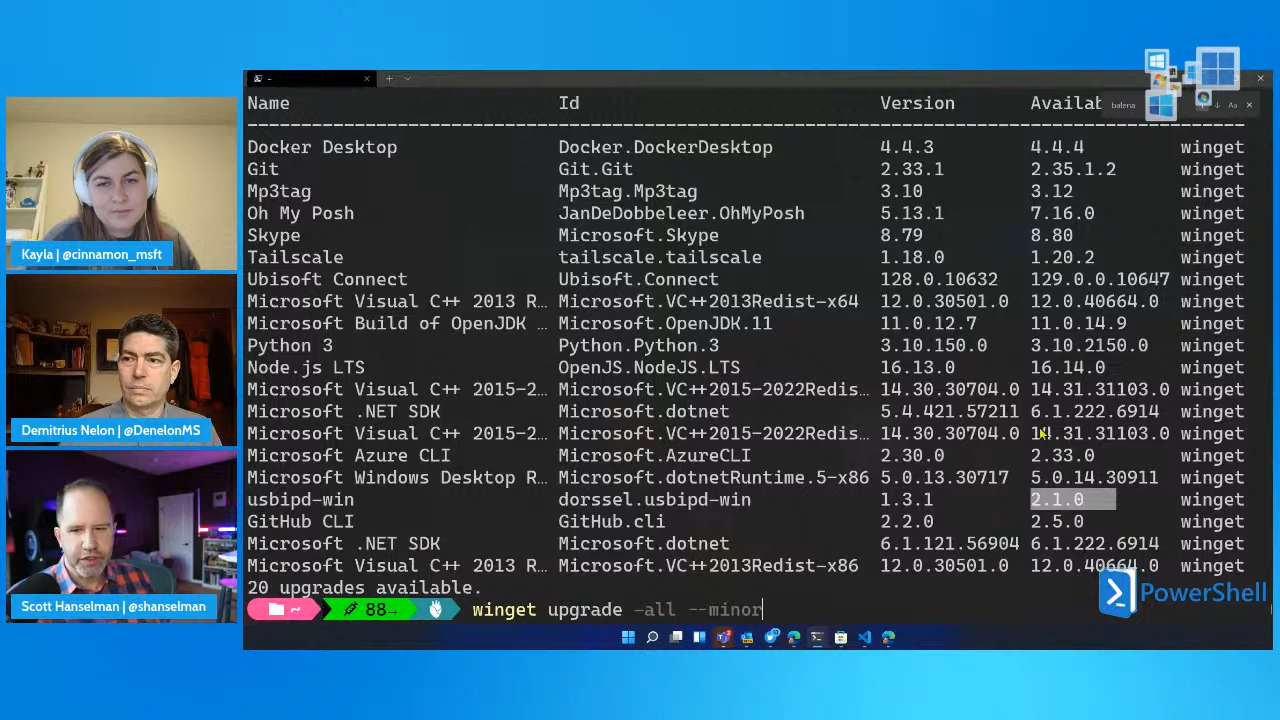 balena
Name Id Version Availab
Docker Desktop Docker.DockerDesktop 4.4.3 4.4.4 winget
Git Git.Git 2.33.1 2.35.1.2 winget
Mp3tag Mp3tag.Mp3tag 3.10 3.12 winget
Oh My Posh JanDeDobbeleer.OhMyPosh 5.13.1 7.16.0 winget
Skype Microsoft.Skype 8.79 8.80 winget
Tailscale tailscale.tailscale 1.18.0 1.20.2 winget
Ubisoft Connect Ubisoft.Connect 128.0.10632 129.0.0.10647 winget
Microsoft Visual C++ 2013 R… Microsoft.VC++2013Redist-x64 12.0.30501.0 12.0.40664.0 winget
Microsoft Build of OpenJDK … Microsoft.OpenJDK.11 11.0.12.7 11.0.14.9 winget
Python 3 Python.Python.3 3.10.150.0 3.10.2150.0 winget
Node.js LTS OpenJS.NodeJS.LTS 16.13.0 16.14.0 winget
Microsoft Visual C++ 2015-2… Microsoft.VC++2015-2022Redis… 14.30.30704.0 14.31.31103.0 winget
Microsoft .NET SDK Microsoft.dotnet 5.4.421.57211 6.1.222.6914 winget
Microsoft Visual C++ 2015-2… Microsoft.VC++2015-2022Redis… 14.30.30704.0 14.31.31103.0 winget
Microsoft Azure CLI Microsoft.AzureCLI 2.30.0 2.33.0 winget
Microsoft Windows Desktop R… Microsoft.dotnetRuntime.5-x86 5.0.13.30717 5.0.14.30911 winget
usbipd-win dorssel.usbipd-win 1.3.1 2.1.0 winget
GitHub CLI GitHub.cli 2.2.0 2.5.0 winget
Microsoft .NET SDK Microsoft.dotnet 6.1.121.56904 6.1.222.6914 winget
Microsoft Visual C++ 2013 R… Microsoft.VC++2013Redist-x86 12.0.30501.0 12.0.40664.0 winget
20 upgrades available.
~ 88→ winget upgrade -all --minor
PowerShell
Kayla | @cinnamon_msft
Demitrius Nelon | @DenelonMS
Scott Hanselman | @shanselman